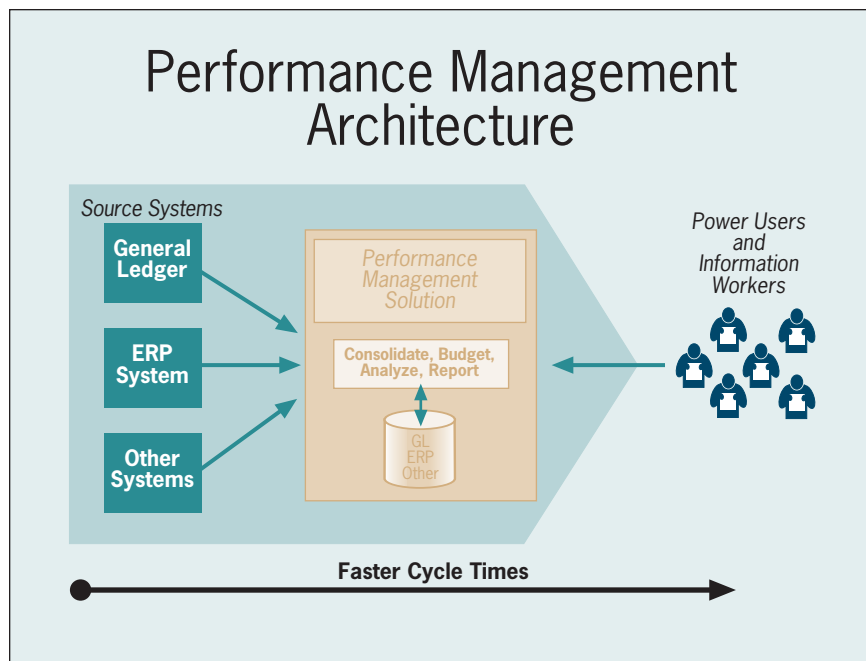 Performance Management
Architecture
Source Systems
General
Ledger
ERP
System
Other
Systems
Performance
Management
Solution
Consolidate, Budget,
Analyze, Report
GL
ERP
Other
Power Users
and
Information
Workers
Faster Cycle Times